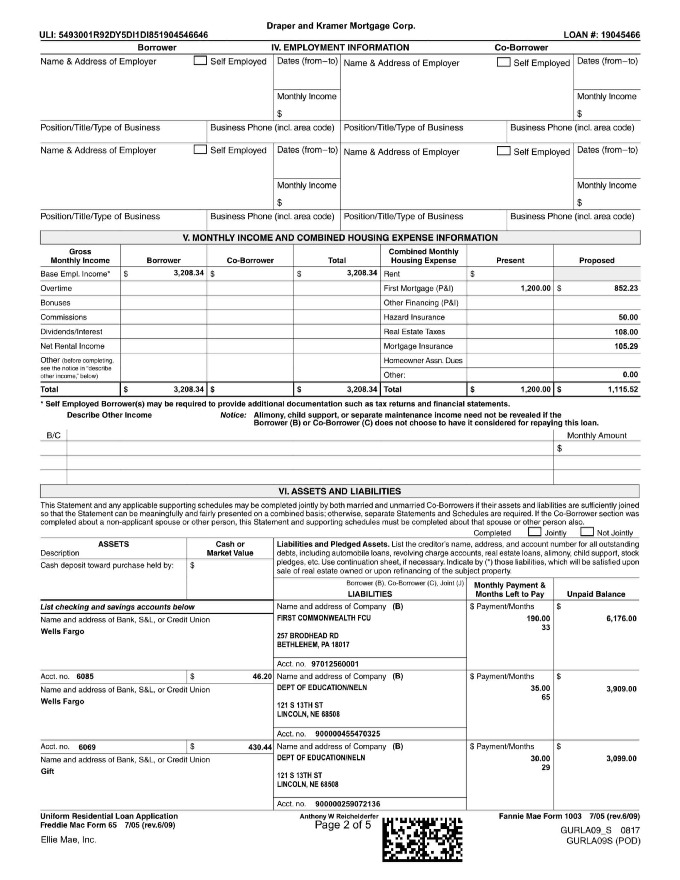 Draper and Kramer Mortgage Corp.
ULI: 5493001R92DY5DI1DI851904546646 LOAN #: 19045466
Borrower IV. EMPLOYMENT INFORMATION Co-Borrower
Name & Address of Employer Self Employed Dates (from–to) Name & Address of Employer Self Employed Dates (from–to)
Monthly Income Monthly Income
$ $
Position/Title/Type of Business Business Phone (incl. area code) Position/Title/Type of Business Business Phone (incl. area code)
Name & Address of Employer Self Employed Dates (from–to) Name & Address of Employer Self Employed Dates (from–to)
Monthly Income Monthly Income
$ $
Position/Title/Type of Business Business Phone (incl. area code) Position/Title/Type of Business Business Phone (incl. area code)
V. MONTHLY INCOME AND COMBINED HOUSING EXPENSE INFORMATION
Gross Monthly Income Borrower Co-Borrower Total Combined Monthly Housing Expense Present Proposed
Base Empl. Income* $ 3,208.34 $ $ 3,208.34 Rent $
Overtime First Mortgage (P&I) 1,200.00 $ 852.23
Bonuses Other Financing (P&I)
Commissions Hazard Insurance 50.00
Dividends/Interest Real Estate Taxes 108.00
Net Rental Income Mortgage Insurance 105.29
Other (before completing, see the notice in "describe other income," below) Homeowner Assn. Dues
Other: 0.00
Total $ 3,208.34 $ $ 3,208.34 Total $ 1,200.00 $ 1,115.52
* Self Employed Borrower(s) may be required to provide additional documentation such as tax returns and financial statements.
Describe Other Income Notice: Alimony, child support, or separate maintenance income need not be revealed if the
Borrower (B) or Co-Borrower (C) does not choose to have it considered for repaying this loan.
B/C Monthly Amount
$
VI. ASSETS AND LIABILITIES
This Statement and any applicable supporting schedules may be completed jointly by both married and unmarried Co-Borrowers if their assets and liabilities are sufficiently joined
so that the Statement can be meaningfully and fairly presented on a combined basis; otherwise, separate Statements and Schedules are required. If the Co-Borrower section was
completed about a non-applicant spouse or other person, this Statement and supporting schedules must be completed about that spouse or other person also.
Completed Jointly Not Jointly
ASSETS
Description
Cash or Market Value
Cash deposit toward purchase held by: $
Liabilities and Pledged Assets. List the creditor's name, address, and account number for all outstanding
debts, including automobile loans, revolving charge accounts, real estate loans, alimony, child support, stock
pledges, etc. Use continuation sheet, if necessary. Indicate by (*) those liabilities, which will be satisfied upon
sale of real estate owned or upon refinancing of the subject property.
Borrower (B), Co-Borrower (C), Joint (J)
LIABILITIES
Monthly Payment & Months Left to Pay
Unpaid Balance
List checking and savings accounts below
Name and address of Bank, S&L, or Credit Union
Wells Fargo
Name and address of Company (B) $ Payment/Months $
FIRST COMMONWEALTH FCU 190.00 6,176.00
33
257 BRODHEAD RD
BETHLEHEM, PA 18017
Acct. no. 97012560001
Acct. no. 6085 $ 46.20
Name and address of Bank, S&L, or Credit Union
Wells Fargo
Name and address of Company (B) $ Payment/Months $
DEPT OF EDUCATION/NELN 35.00 3,909.00
65
121 S 13TH ST
LINCOLN, NE 68508
Acct. no. 900000455470325
Acct. no. 6069 $ 430.44
Name and address of Bank, S&L, or Credit Union
Gift
Name and address of Company (B) $ Payment/Months $
DEPT OF EDUCATION/NELN 30.00 3,099.00
29
121 S 13TH ST
LINCOLN, NE 68508
Acct. no. 900000259072136
Uniform Residential Loan Application
Freddie Mac Form 65 7/05 (rev.6/09)
Ellie Mae, Inc.
Anthony W Reichelderfer
Page 2 of 5
Fannie Mae Form 1003 7/05 (rev.6/09)
GURLA09_S 0817
GURLA09S (POD)